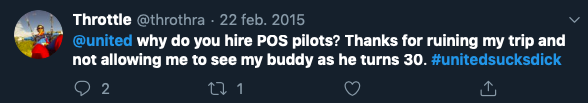 Throttle @throthra · 22 feb. 2015
@united why do you hire POS pilots? Thanks for ruining my trip and
not allowing me to see my buddy as he turns 30. #unitedsucksdick
2 1